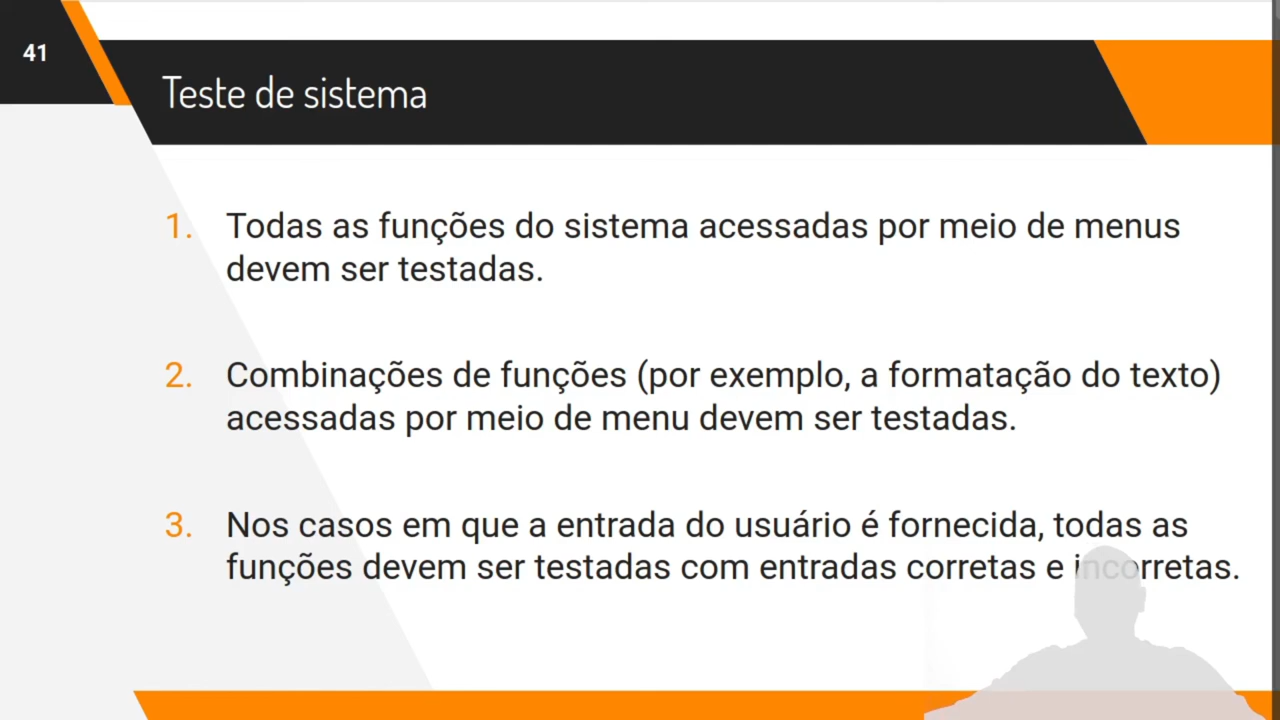 41
Teste de sistema
1. Todas as funções do sistema acessadas por meio de menus
devem ser testadas.
2. Combinações de funções (por exemplo, a formatação do texto)
acessadas por meio de menu devem ser testadas.
3. Nos casos em que a entrada do usuário é fornecida, todas as
funções devem ser testadas com entradas corretas e incorretas.